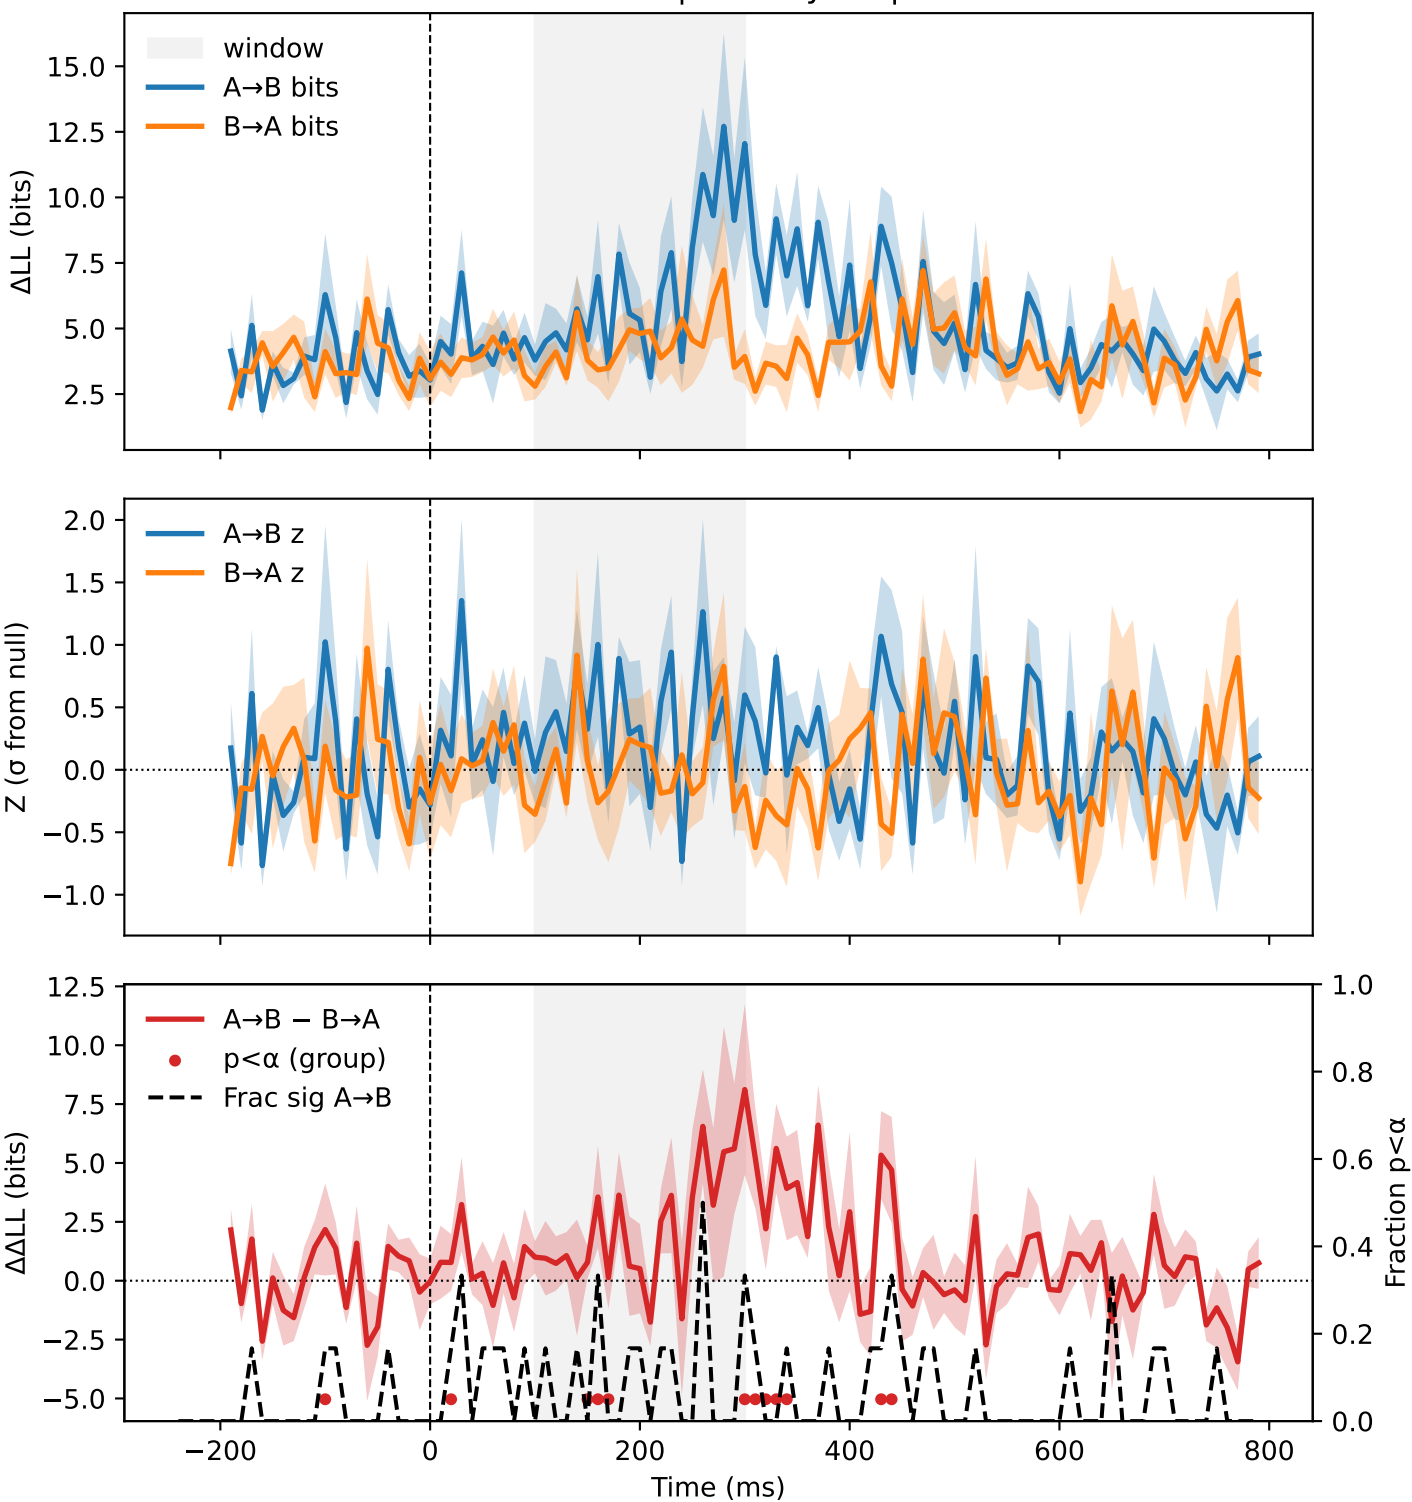 window
A→B bits
B→A bits
15.0
12.5
10.0
7.5
5.0
2.5
ΔLL (bits)
A→B z
B→A z
2.0
1.5
1.0
0.5
0.0
−0.5
−1.0
Z (σ from null)
A→B − B→A
p<α (group)
Frac sig A→B
12.5
10.0
7.5
5.0
2.5
0.0
−2.5
−5.0
ΔΔLL (bits)
1.0
0.8
0.6
0.4
0.2
0.0
Fraction p<α
−200
0
200
400
600
800
Time (ms)